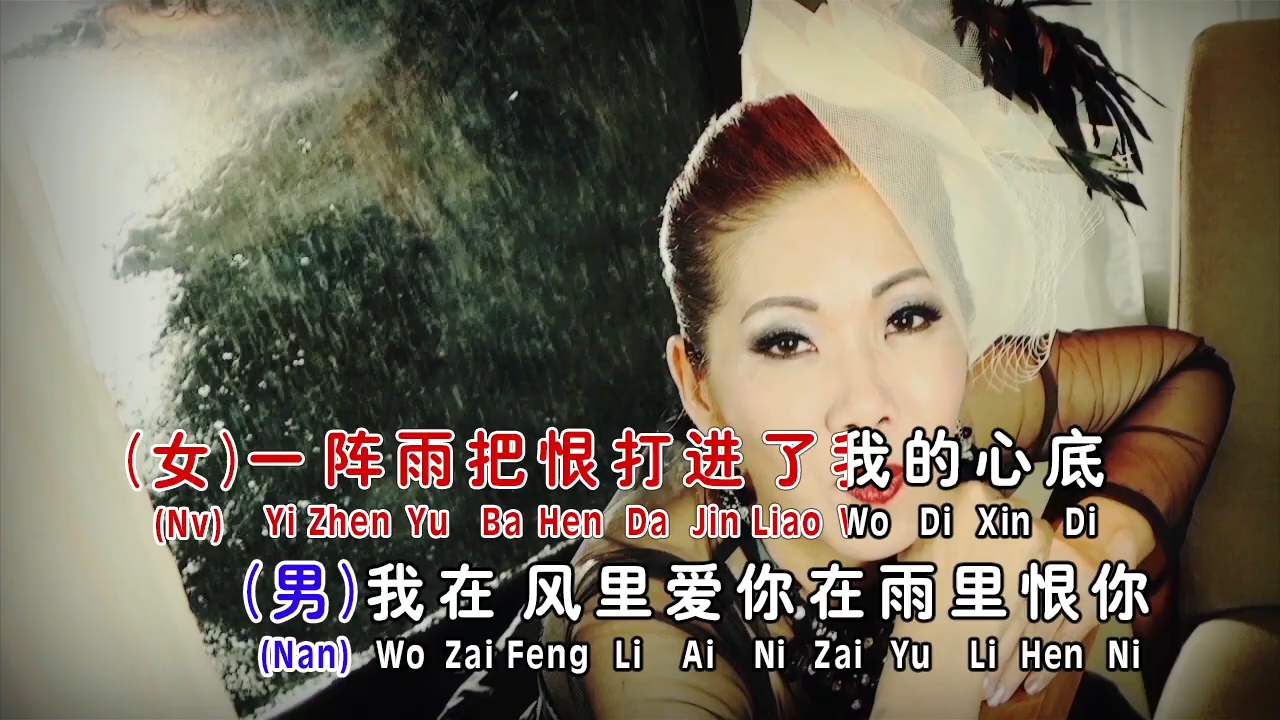 (女)一阵雨把恨打进了我的心底
(Nv) Yi Zhen Yu Ba Hen Da Jin Liao Wo Di Xin Di
(男)我在风里爱你在雨里恨你
(Nan) Wo Zai Feng Li Ai Ni Zai Yu Li Hen Ni